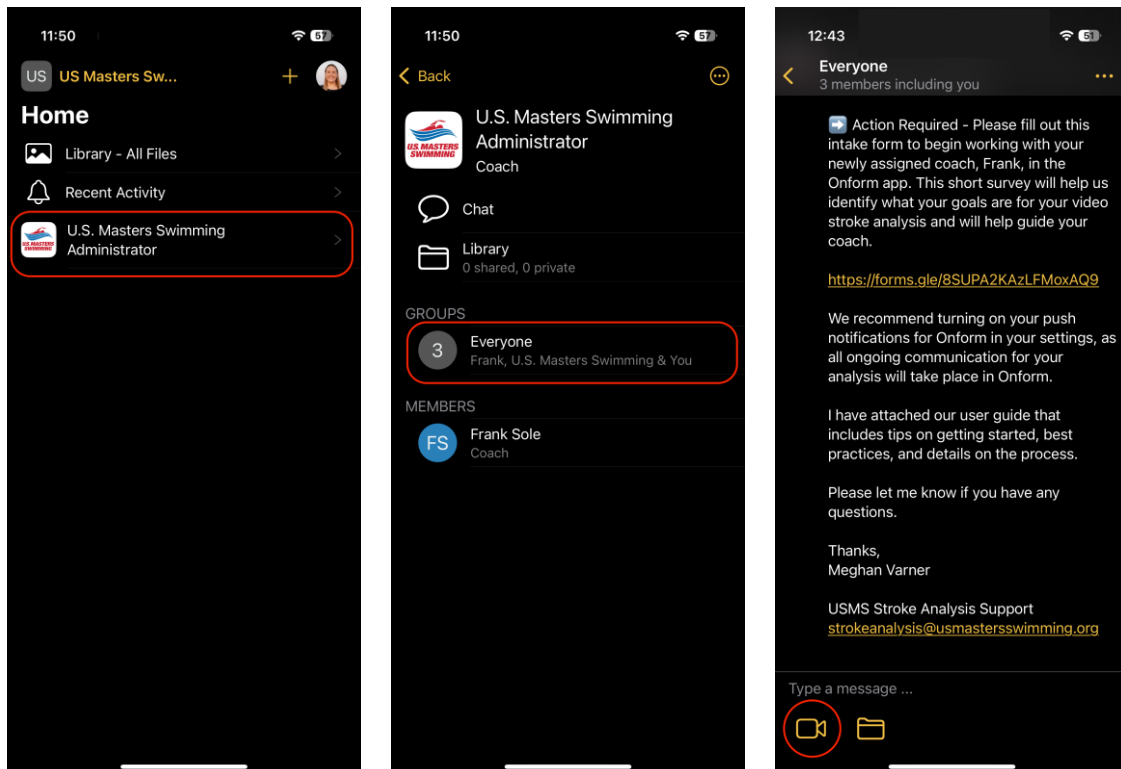 11:50
57
US
US Masters Sw...
Home
Library - All Files
Recent Activity
U.S. MASTERS
SWIMMING
U.S. Masters Swimming
Administrator
11:50
57
Back
U.S. MASTERS
SWIMMING
U.S. Masters Swimming
Administrator
Coach
Chat
Library
0 shared, 0 private
GROUPS
3
Everyone
Frank, U.S. Masters Swimming & You
MEMBERS
FS
Frank Sole
Coach
12:43
51
Everyone
3 members including you
Action Required - Please fill out this
intake form to begin working with your
newly assigned coach, Frank, in the
Onform app. This short survey will help us
identify what your goals are for your video
stroke analysis and will help guide your
coach.
https://forms.gle/8SUPA2KAzLFMoxAQ9
We recommend turning on your push
notifications for Onform in your settings, as
all ongoing communication for your
analysis will take place in Onform.
I have attached our user guide that
includes tips on getting started, best
practices, and details on the process.
Please let me know if you have any
questions.
Thanks,
Meghan Varner
USMS Stroke Analysis Support
strokeanalysis@usmastersswimming.org
Type a message ...